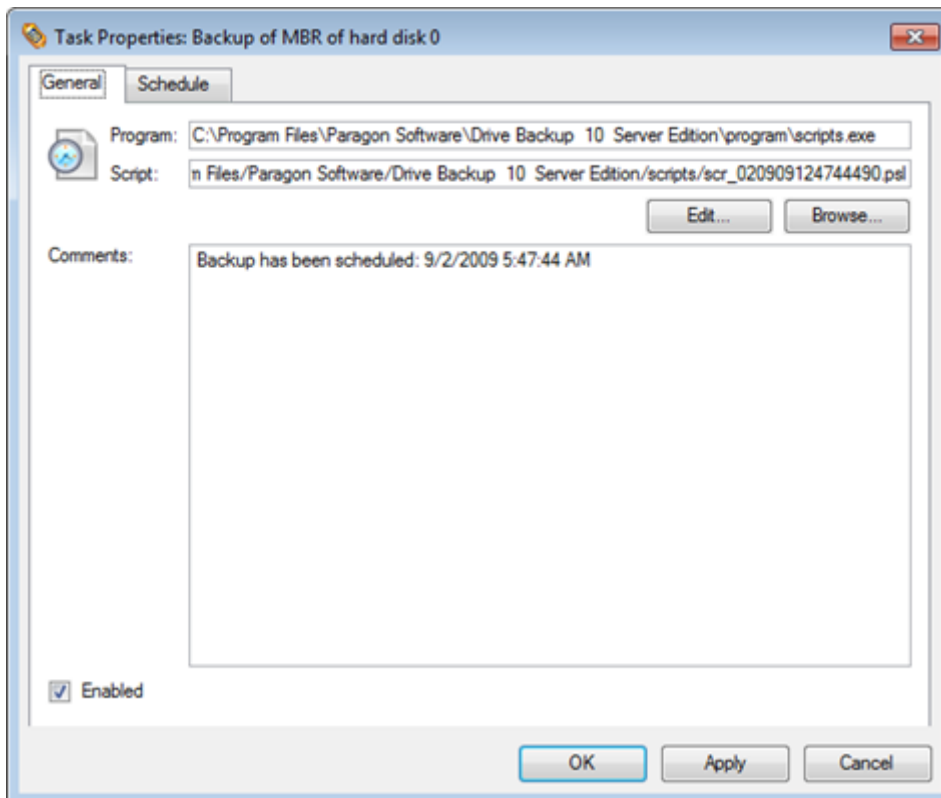 Task Properties: Backup of MBR of hard disk 0
General Schedule
Program: C:\Program Files\Paragon Software\Drive Backup  10  Server Edition\program\scripts.exe
Script: n Files/Paragon Software/Drive Backup  10  Server Edition/scripts/scr_020909124744490.psl
Edit... Browse...
Comments: Backup has been scheduled: 9/2/2009 5:47:44 AM
Enabled
OK Apply Cancel